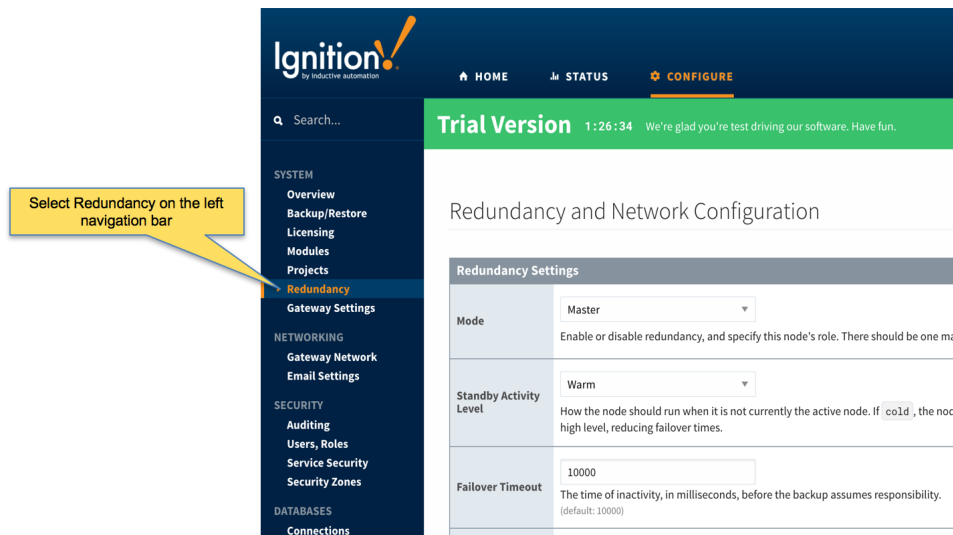 Ignition!
by inductive automation
HOME
STATUS
CONFIGURE
Search...
Trial Version 1:26:34 We're glad you're test driving our software. Have fun.
Select Redundancy on the left
navigation bar
SYSTEM
Overview
Backup/Restore
Licensing
Modules
Projects
Redundancy
Gateway Settings
NETWORKING
Gateway Network
Email Settings
SECURITY
Auditing
Users, Roles
Service Security
Security Zones
DATABASES
Connections
Redundancy and Network Configuration
Redundancy Settings
Mode
Master
Enable or disable redundancy, and specify this node's role. There should be one ma
Standby Activity
Level
Warm
How the node should run when it is not currently the active node. If cold , the noc
high level, reducing failover times.
Failover Timeout
10000
The time of inactivity, in milliseconds, before the backup assumes responsibility.
(default: 10000)